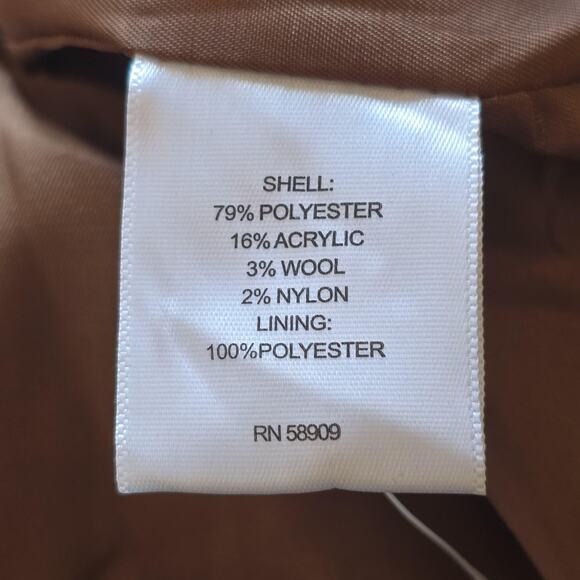 SHELL:
79% POLYESTER
16% ACRYLIC
3% WOOL
2% NYLON
LINING:
100%POLYESTER
RN 58909